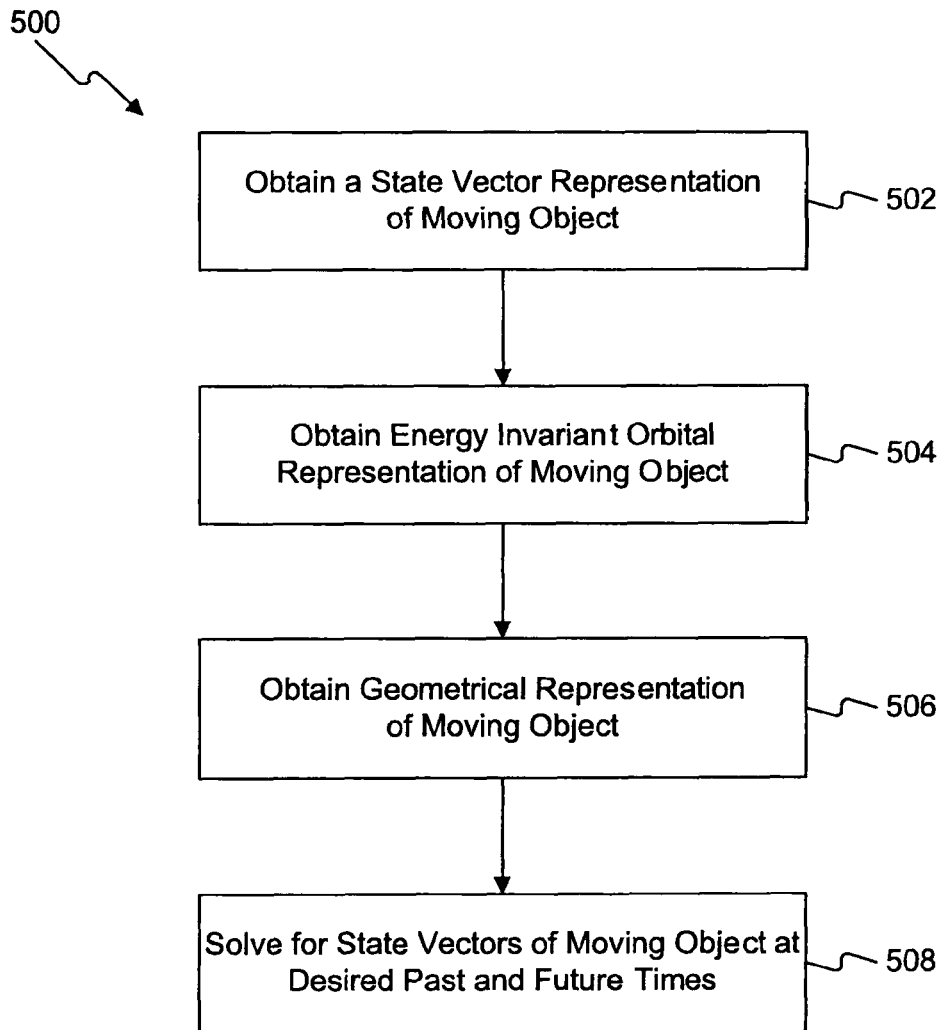 500
Obtain a State Vector Representation
of Moving Object
502
Obtain Energy Invariant Orbital
Representation of Moving Object
504
Obtain Geometrical Representation
of Moving Object
506
Solve for State Vectors of Moving Object at
Desired Past and Future Times
508